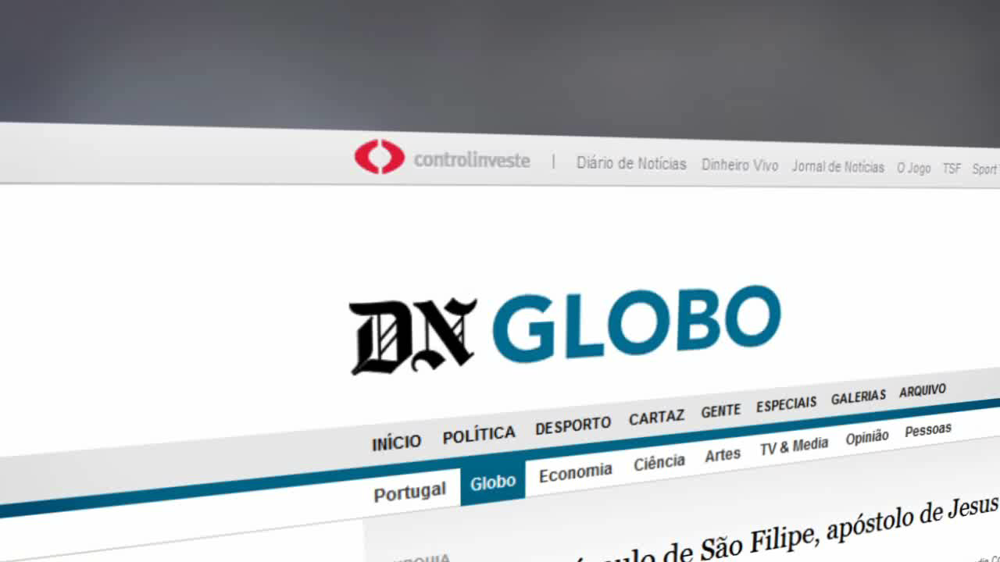 controlinveste | Diário de Notícias Dinheiro Vivo Jornal de Notícias O Jogo TSF Sport
DN GLOBO
INÍCIO POLÍTICA DESPORTO CARTAZ GENTE ESPECIAIS GALERIAS ARQUIVO
Portugal Globo Economia Ciência Artes TV & Media Opinião Pessoas
de São Filipe, apóstolo de Jesus